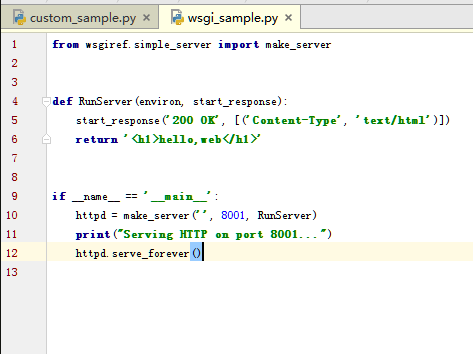 custom_sample.py × wsgi_sample.py ×
1 from wsgiref.simple_server import make_server
2
3
4 def RunServer(environ, start_response):
5 start_response('200 OK', [('Content-Type', 'text/html')])
6 return '<h1>hello,web</h1>'
7
8
9 if __name__ == '__main__':
10 httpd = make_server('', 8001, RunServer)
11 print("Serving HTTP on port 8001...")
12 httpd.serve_forever()
13